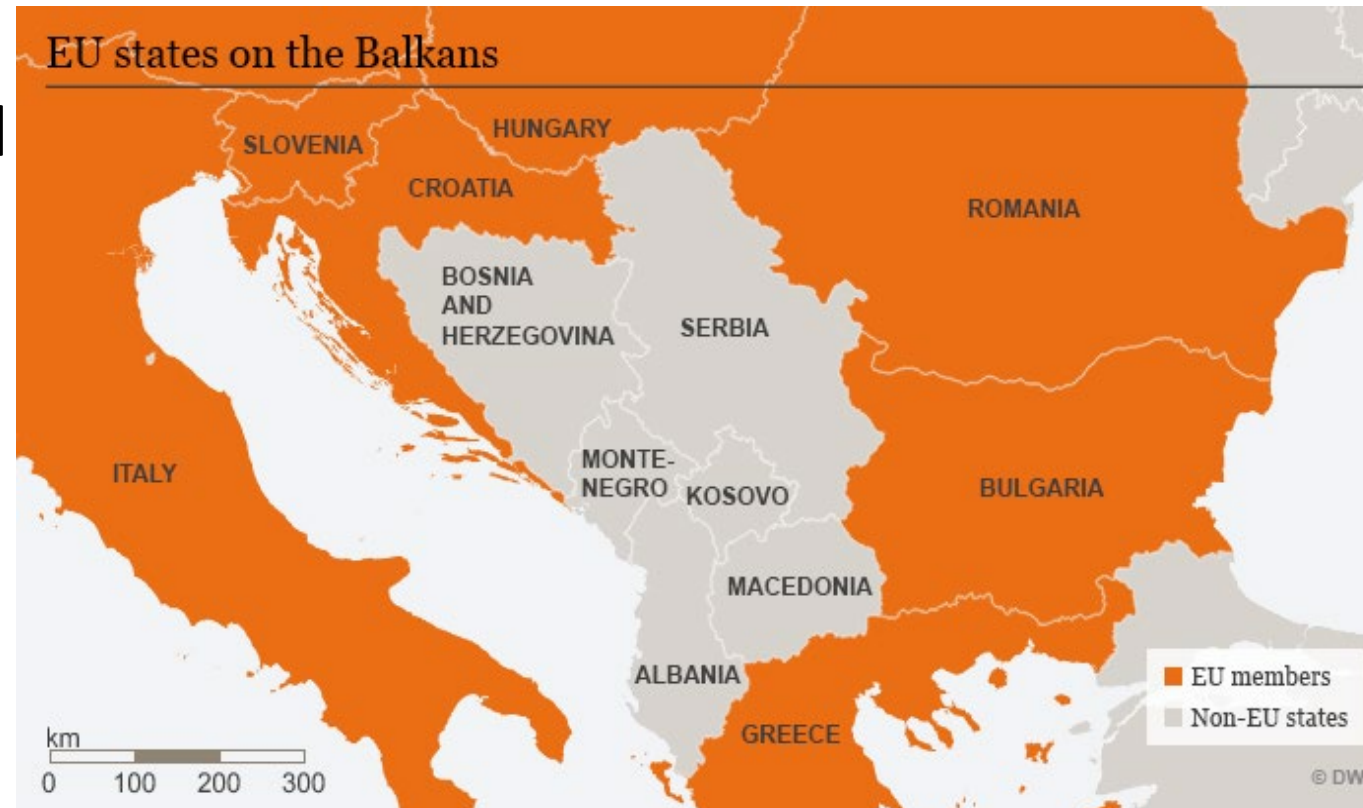 EU states on the Balkans
HUNGARY
SLOVENIA
CROATIA
ROMANIA
BOSNIA
AND
HERZEGOVINA
SERBIA
ITALY
MONTE-
NEGRO
KOSOVO
BULGARIA
MACEDONIA
ALBANIA
GREECE
EU members
Non-EU states
km
0 100 200 300
© DW